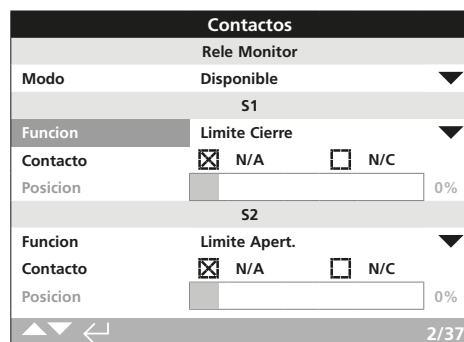 Contactos
Rele Monitor
Modo Disponible
S1
Funcion Limite Cierre
Contacto N/A N/C
Posicion 0%
S2
Funcion Limite Apert.
Contacto N/A N/C
Posicion 0%
2/37